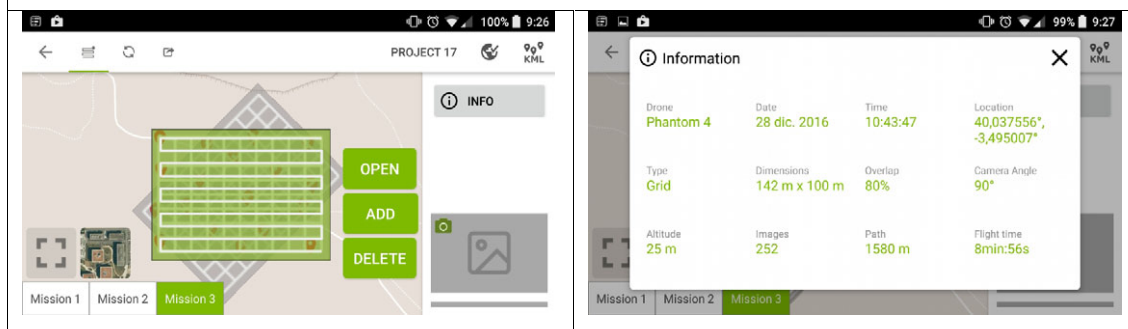 100% 9:26
PROJECT 17 KML
INFO
OPEN
ADD
DELETE
Mission 1 Mission 2 Mission 3
99% 9:27
KML
Information
Drone Date Time Location
Phantom 4 28 dic. 2016 10:43:47 40,037556°,
-3,495007°
Type Dimensions Overlap Camera Angle
Grid 142 m x 100 m 80% 90°
Altitude Images Path Flight time
25 m 252 1580 m 8min:56s
Mission 1 Mission 2 Mission 3